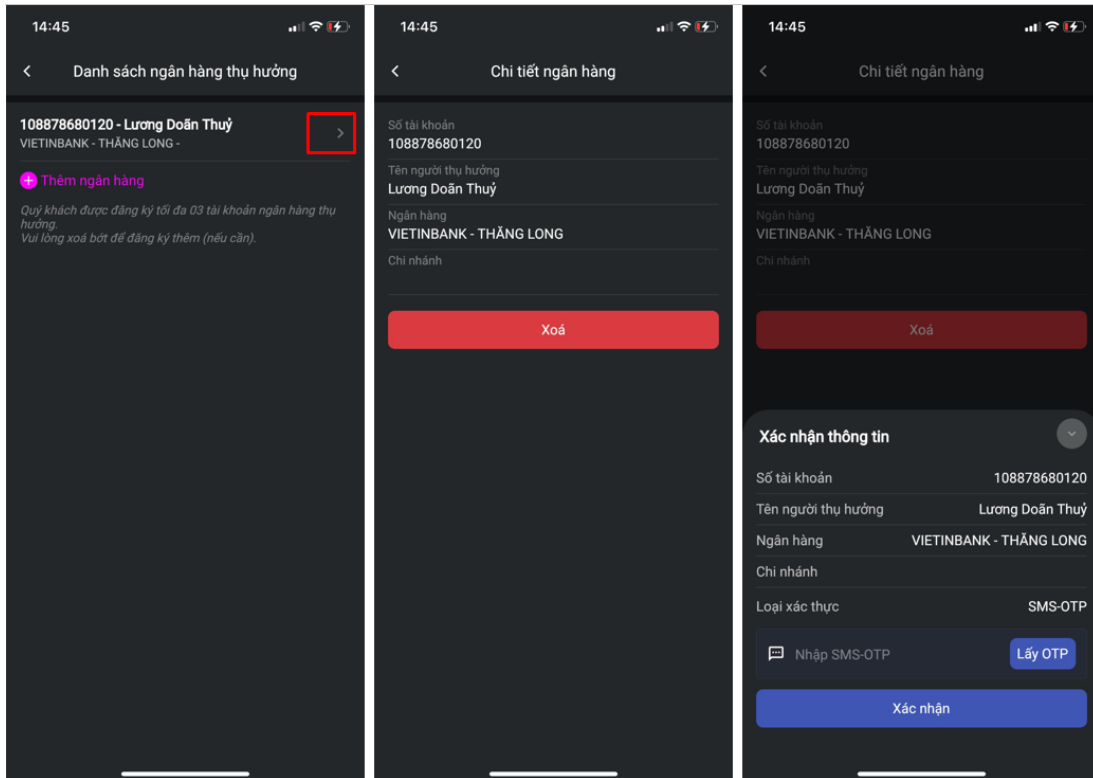 14:45
Danh sách ngân hàng thụ hưởng
108878680120 - Lương Doãn Thuỷ
VIETINBANK - THĂNG LONG -
Thêm ngân hàng
Quý khách được đăng ký tối đa 03 tài khoản ngân hàng thụ
hưởng.
Vui lòng xoá bớt để đăng ký thêm (nếu cần).
14:45
Chi tiết ngân hàng
Số tài khoản
108878680120
Tên người thụ hưởng
Lương Doãn Thuỷ
Ngân hàng
VIETINBANK - THĂNG LONG
Chi nhánh
Xoá
14:45
Chi tiết ngân hàng
Số tài khoản
108878680120
Tên người thụ hưởng
Lương Doãn Thuỷ
Ngân hàng
VIETINBANK - THĂNG LONG
Chi nhánh
Xoá
Xác nhận thông tin
Số tài khoản 108878680120
Tên người thụ hưởng Lương Doãn Thuỷ
Ngân hàng VIETINBANK - THĂNG LONG
Chi nhánh
Loại xác thực SMS-OTP
Nhập SMS-OTP Lấy OTP
Xác nhận